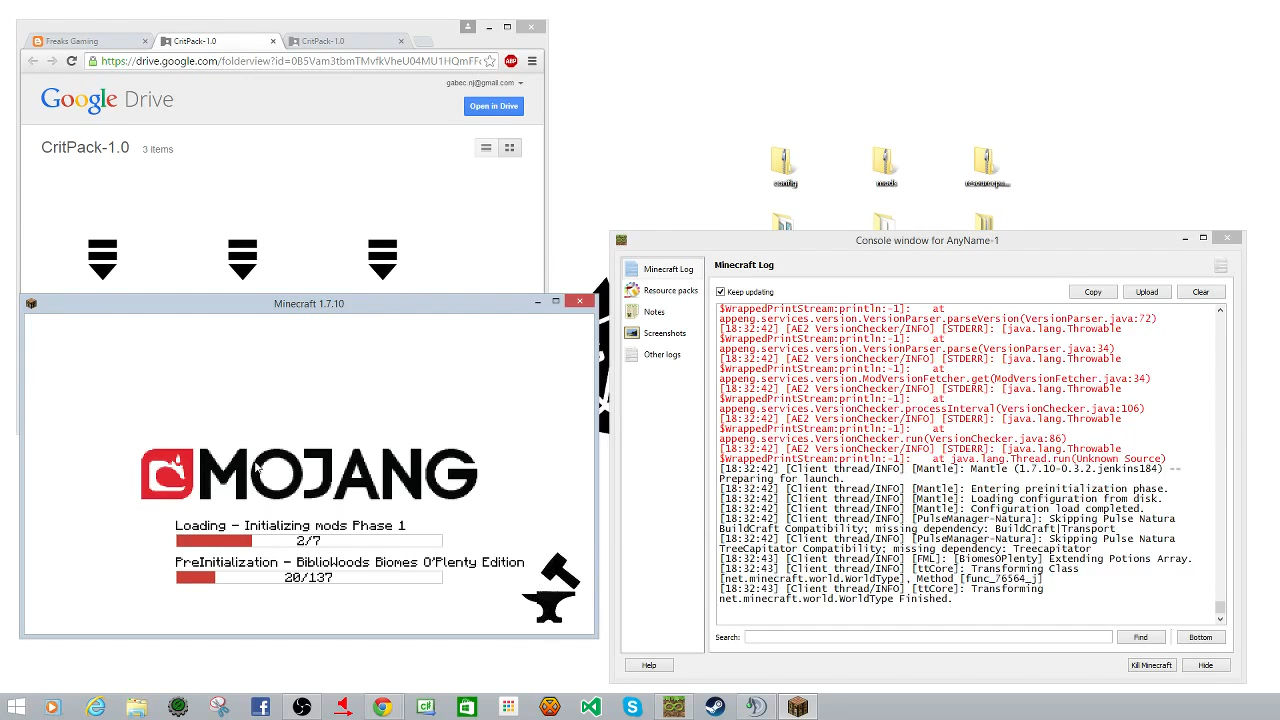 Freaks Gaming
CritPack-1.0
CritPack-1.0
https://drive.google.com/folderview?id=0B5Vam3tbmTMvfkVheU04MU1HQmFF
ABP
gabec.nj@gmail.com
Google Drive
Open in Drive
CritPack-1.0 3 items
config
mods
resourcepa...
Minecraft 1.7.10
MOJANG
Loading - Initializing mods Phase 1
2/7
PreInitialization - BiblioWoods Biomes O'Plenty Edition
20/137
Console window for AnyName-1
Minecraft Log
Resource packs
Notes
Screenshots
Other logs
Minecraft Log
Keep updating
Copy
Upload
Clear
$WrappedPrintStream:println:-1]: at
appeng.services.version.VersionParser.parseVersion(VersionParser.java:72)
[18:32:42] [AE2 VersionChecker/INFO] [STDERR]: [java.lang.Throwable
$WrappedPrintStream:println:-1]: at
appeng.services.version.VersionParser.parse(VersionParser.java:34)
[18:32:42] [AE2 VersionChecker/INFO] [STDERR]: [java.lang.Throwable
$WrappedPrintStream:println:-1]: at
appeng.services.version.ModVersionFetcher.get(ModVersionFetcher.java:34)
[18:32:42] [AE2 VersionChecker/INFO] [STDERR]: [java.lang.Throwable
$WrappedPrintStream:println:-1]: at
appeng.services.VersionChecker.processInterval(VersionChecker.java:106)
[18:32:42] [AE2 VersionChecker/INFO] [STDERR]: [java.lang.Throwable
$WrappedPrintStream:println:-1]: at
appeng.services.VersionChecker.run(VersionChecker.java:86)
[18:32:42] [AE2 VersionChecker/INFO] [STDERR]: [java.lang.Throwable
$WrappedPrintStream:println:-1]: at java.lang.Thread.run(Unknown Source)
[18:32:42] [Client thread/INFO] [Mantle]: Mantle (1.7.10-0.3.2.jenkins184) --
Preparing for launch.
[18:32:42] [Client thread/INFO] [Mantle]: Entering preinitialization phase.
[18:32:42] [Client thread/INFO] [Mantle]: Loading configuration from disk.
[18:32:42] [Client thread/INFO] [Mantle]: Configuration load completed.
[18:32:42] [Client thread/INFO] [PulseManager-Natura]: Skipping Pulse Natura
BuildCraft Compatibility; missing dependency: BuildCraft|Transport
[18:32:42] [Client thread/INFO] [PulseManager-Natura]: Skipping Pulse Natura
TreeCapitator Compatibility; missing dependency: Treecapitator
[18:32:43] [Client thread/INFO] [FML]: [BiomesOPlenty] Extending Potions Array.
[18:32:43] [Client thread/INFO] [ttCore]: Transforming Class
[net.minecraft.world.WorldType], Method [func_76564_j]
[18:32:43] [Client thread/INFO] [ttCore]: Transforming
net.minecraft.world.WorldType Finished.
Search:
Find
Bottom
Help
Kill Minecraft
Hide